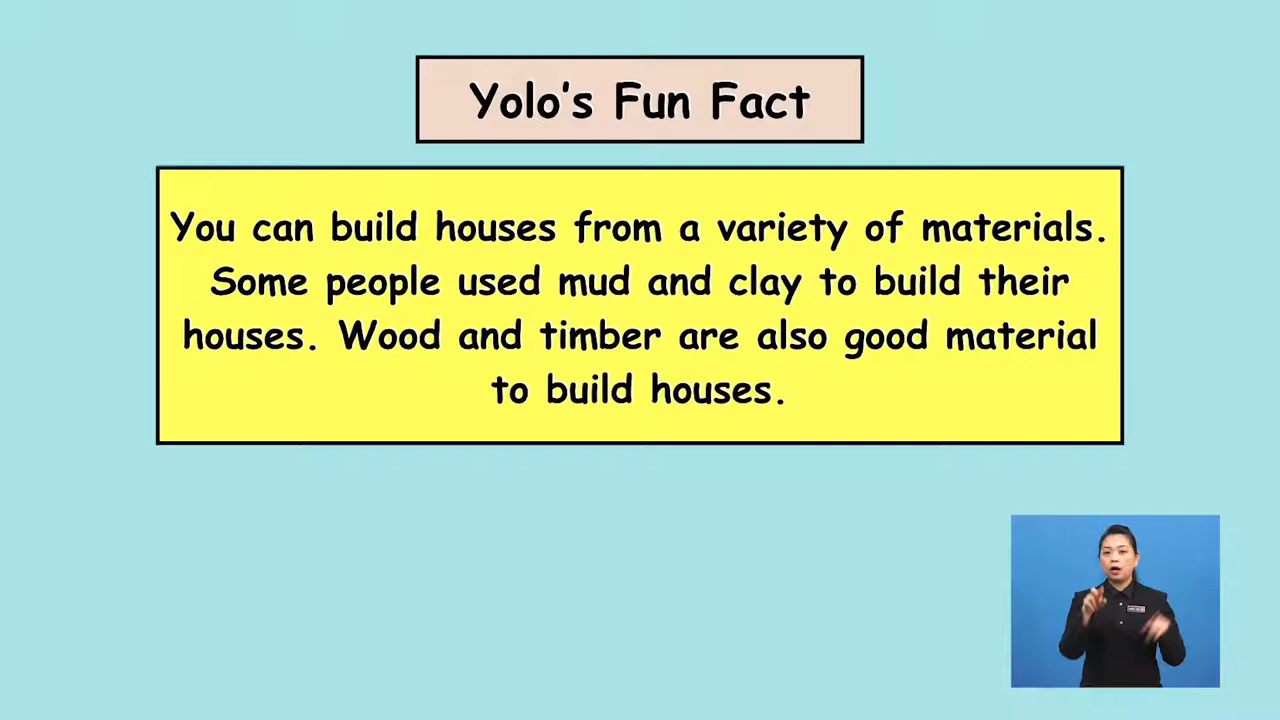 Yolo's Fun Fact
You can build houses from a variety of materials.
Some people used mud and clay to build their
houses. Wood and timber are also good material
to build houses.